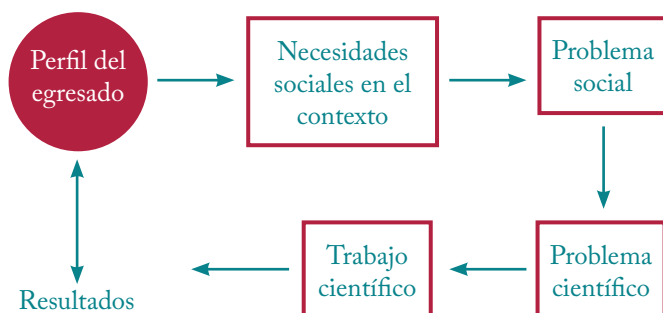 Perfil del
egresado
Necesidades
sociales en el
contexto
Problema
social
Problema
científico
Trabajo
científico
Resultados